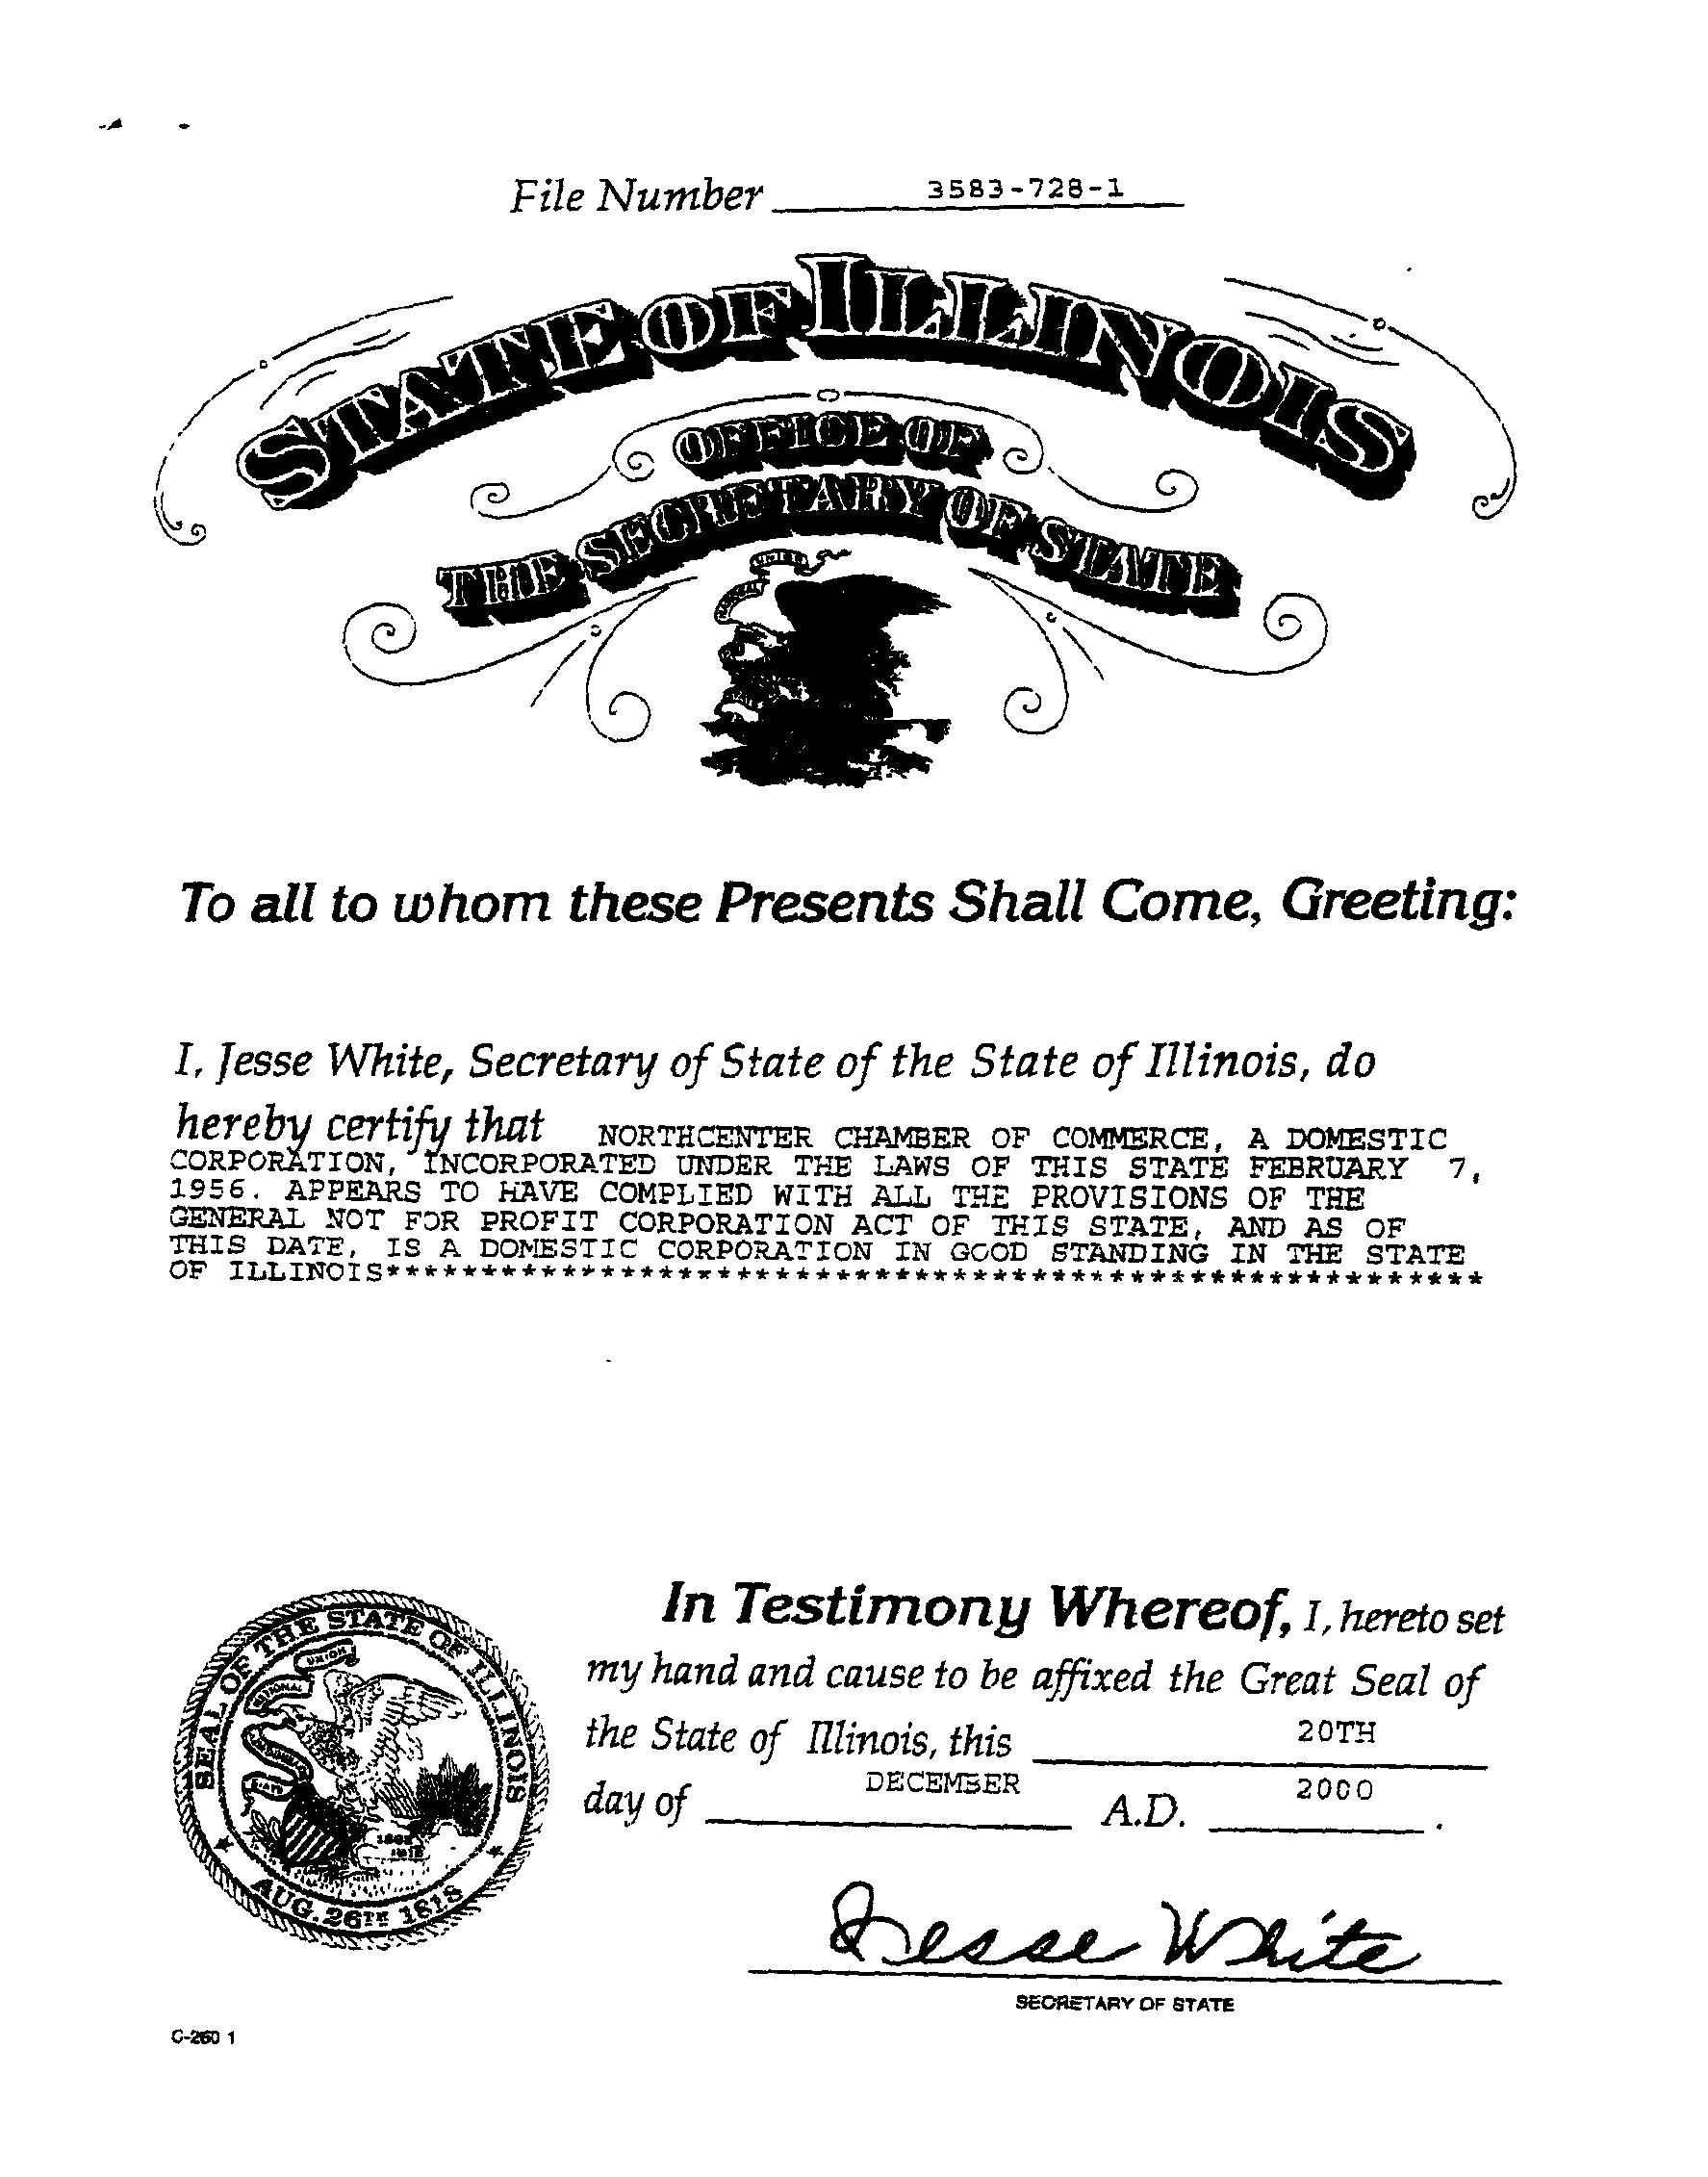 File Number 3583-728-1
STATE OF ILLINOIS
OFFICE OF
THE SECRETARY OF STATE
To all to whom these Presents Shall Come, Greeting:
I, Jesse White, Secretary of State of the State of Illinois, do
hereby certify that NORTHCENTER CHAMBER OF COMMERCE, A DOMESTIC
CORPORATION, INCORPORATED UNDER THE LAWS OF THIS STATE FEBRUARY 7,
1956. APPEARS TO HAVE COMPLIED WITH ALL THE PROVISIONS OF THE
GENERAL NOT FOR PROFIT CORPORATION ACT OF THIS STATE, AND AS OF
THIS DATE, IS A DOMESTIC CORPORATION IN GOOD STANDING IN THE STATE
OF ILLINOIS********************************************************
In Testimony Whereof, I, hereto set
my hand and cause to be affixed the Great Seal of
the State of Illinois, this 20TH
day of DECEMBER A.D. 2000 .
SEAL OF THE STATE OF ILLINOIS
UNION
AUG. 26TH 1818
Jesse White
SECRETARY OF STATE
C-260 1